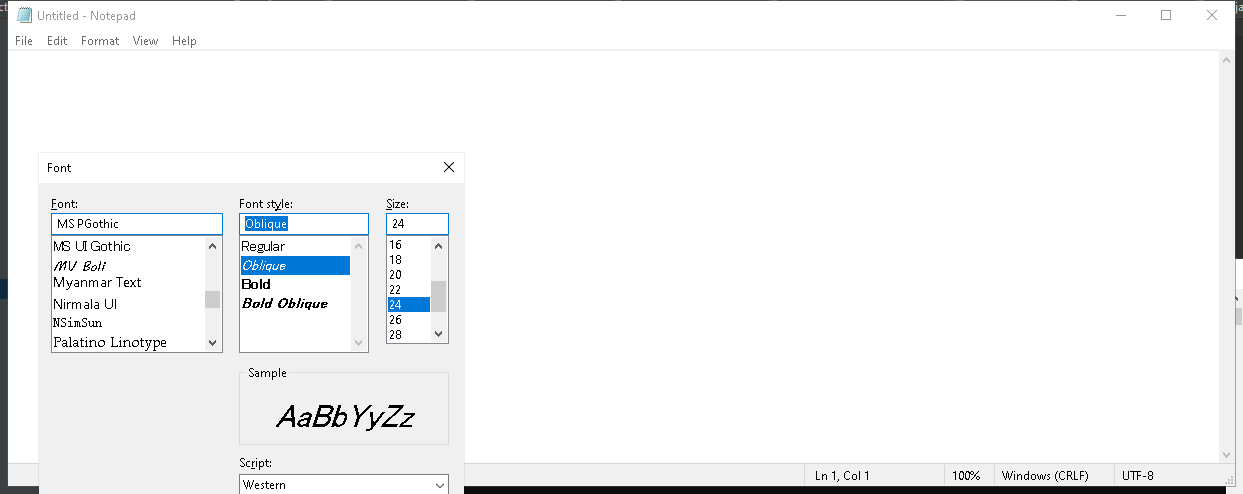 Untitled - Notepad
File Edit Format View Help
Font
Font: Font style: Size:
MS PGothic Oblique 24
MS UI Gothic Regular 16
MV Boli Oblique 18
Myanmar Text Bold 20
Nirmala UI Bold Oblique 22
NSimSun 24
Palatino Linotype 26
28
Sample
AaBbYyZz
Script:
Western
Ln 1, Col 1 100% Windows (CRLF) UTF-8